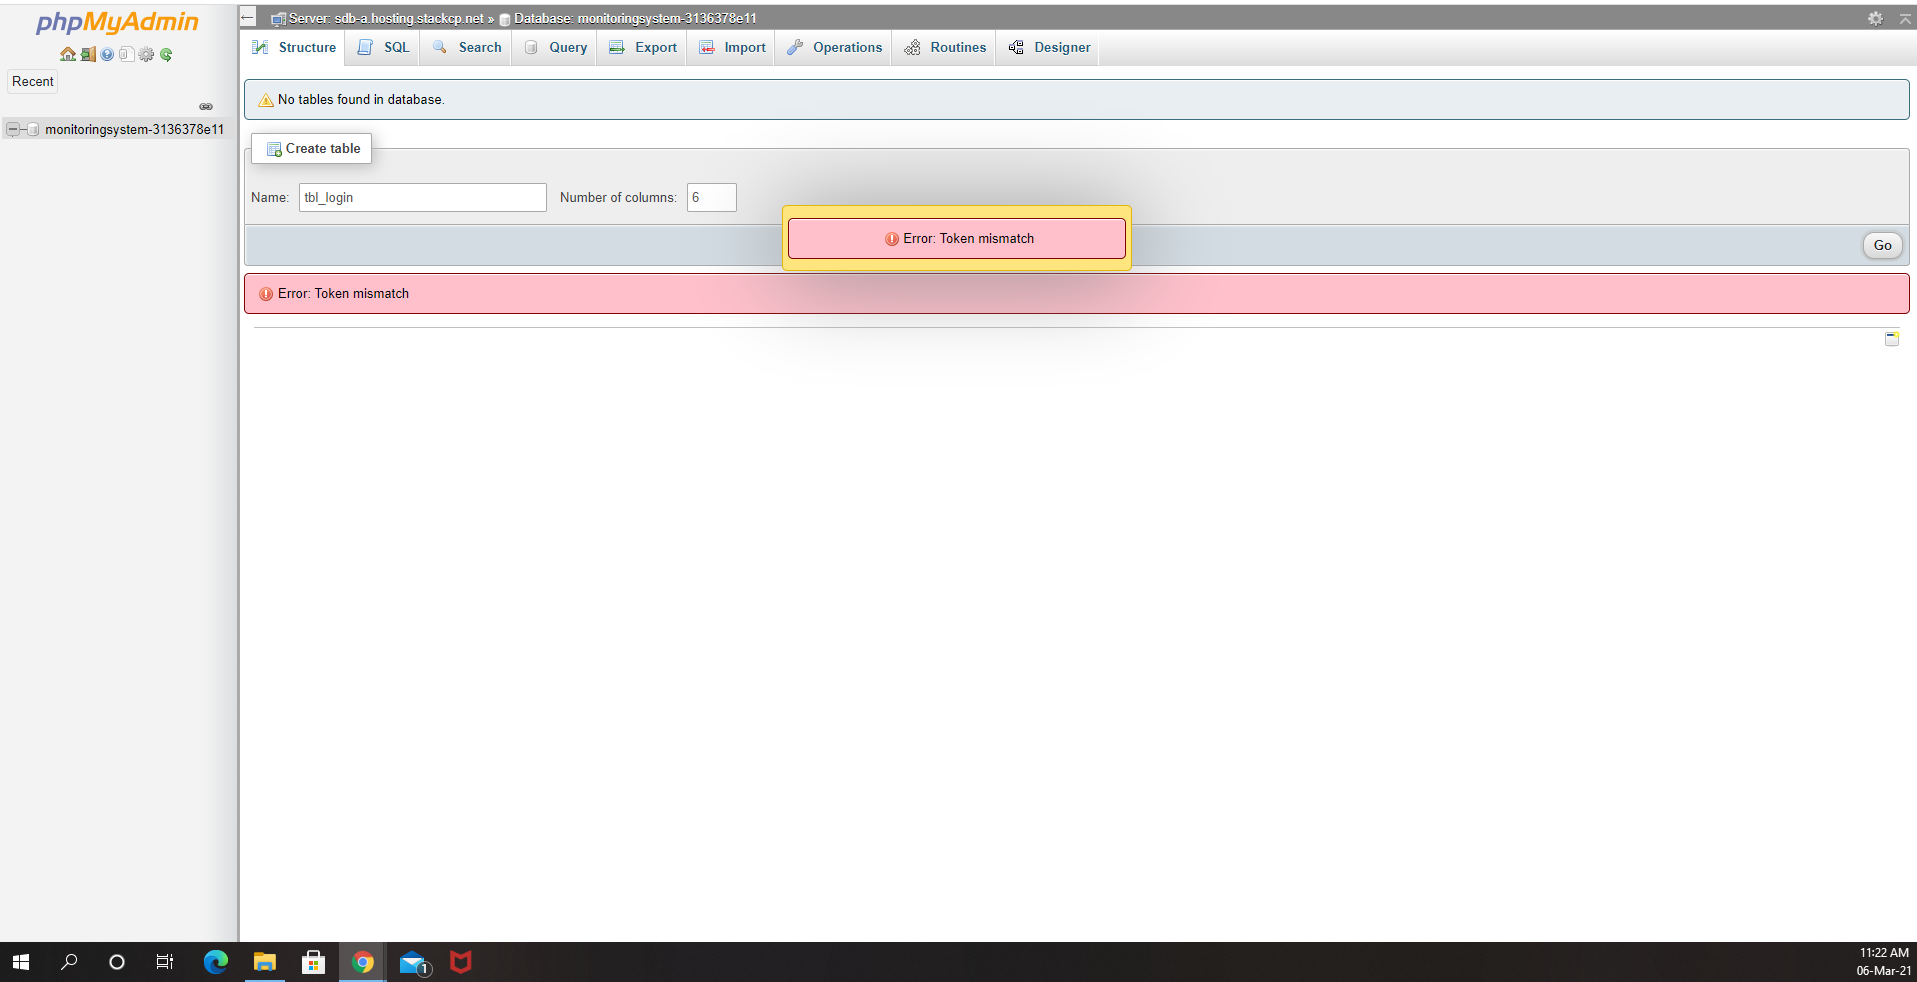 phpMyAdmin
Recent
monitoringsystem-3136378e11
Server: sdb-a.hosting.stackcp.net » Database: monitoringsystem-3136378e11
Structure SQL Search Query Export Import Operations Routines Designer
No tables found in database.
Create table
Name: tbl_login Number of columns: 6
Error: Token mismatch
Go
Error: Token mismatch
1
11:22 AM
06-Mar-21